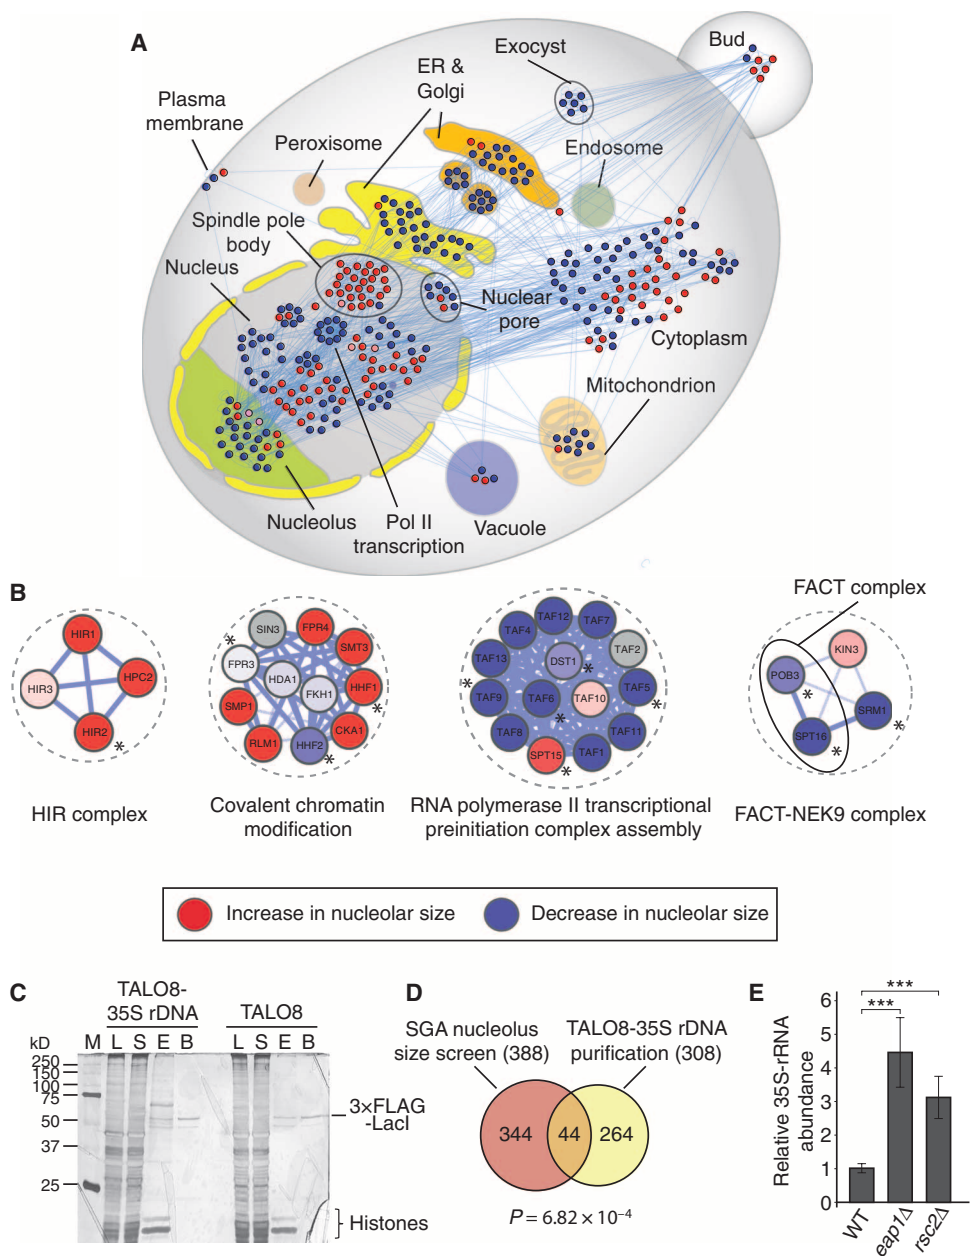 A
Bud
Exocyst
ER &
Golgi
Plasma
membrane
Peroxisome
Endosome
Spindle pole
body
Nucleus
Nuclear
pore
Cytoplasm
Mitochondrion
Nucleolus
Pol II
transcription
Vacuole
B
FACT complex
HIR1
HIR3
HPC2
HIR2
*
HIR complex
SIN3
FPR4
*
SMT3
FPR3
HDA1
HHF1
FKH1
*
SMP1
CKA1
RLM1
HHF2
*
Covalent chromatin
modification
TAF12
TAF7
TAF4
TAF2
TAF13
DST1
*
*
TAF5
TAF9
TAF6
TAF10
*
*
TAF8
TAF11
SPT15
TAF1
*
RNA polymerase II transcriptional
preinitiation complex assembly
KIN3
POB3
*
SRM1
*
SPT16
*
FACT-NEK9 complex
Increase in nucleolar size
Decrease in nucleolar size
C
TALO8-
35S rDNA
TALO8
kD
M L S E B L S E B
250
150
100
75
50
37
25
3×FLAG
-LacI
Histones
D
SGA nucleolus
size screen (388)
TALO8-35S rDNA
purification (308)
344
44
264
P = 6.82 × 10⁻⁴
E
***
***
Relative 35S-rRNA
abundance
6
5
4
3
2
1
0
WT
eap1Δ
rsc2Δ